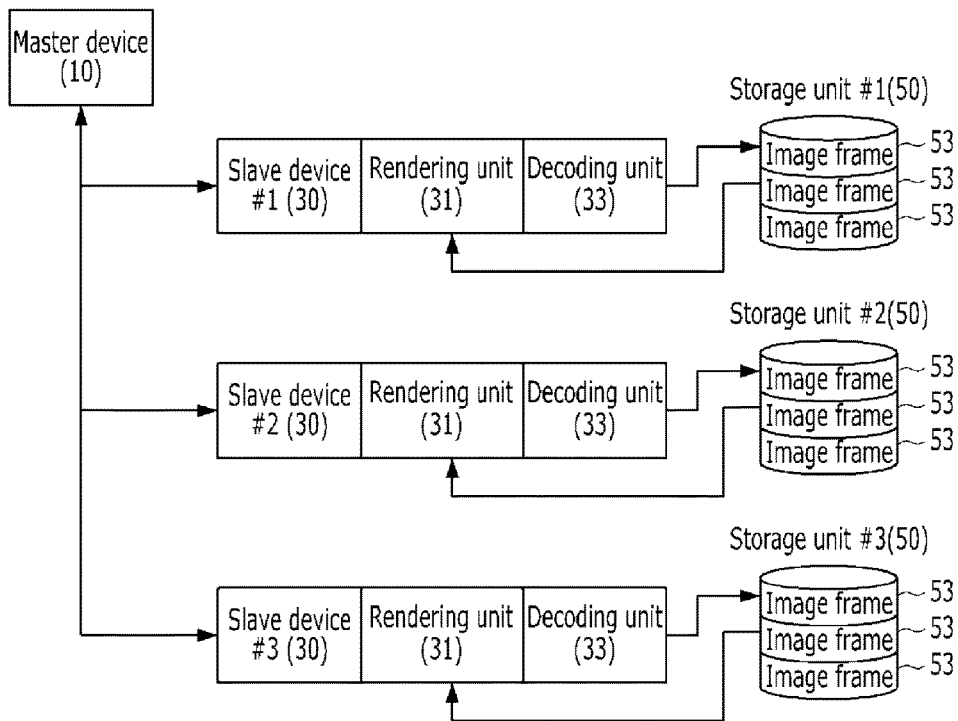 Master device
(10)
Storage unit #1(50)
Slave device
#1 (30)
Rendering unit
(31)
Decoding unit
(33)
Image frame
53
Image frame
53
Image frame
53
Storage unit #2(50)
Slave device
#2 (30)
Rendering unit
(31)
Decoding unit
(33)
Image frame
53
Image frame
53
Image frame
53
Storage unit #3(50)
Slave device
#3 (30)
Rendering unit
(31)
Decoding unit
(33)
Image frame
53
Image frame
53
Image frame
53